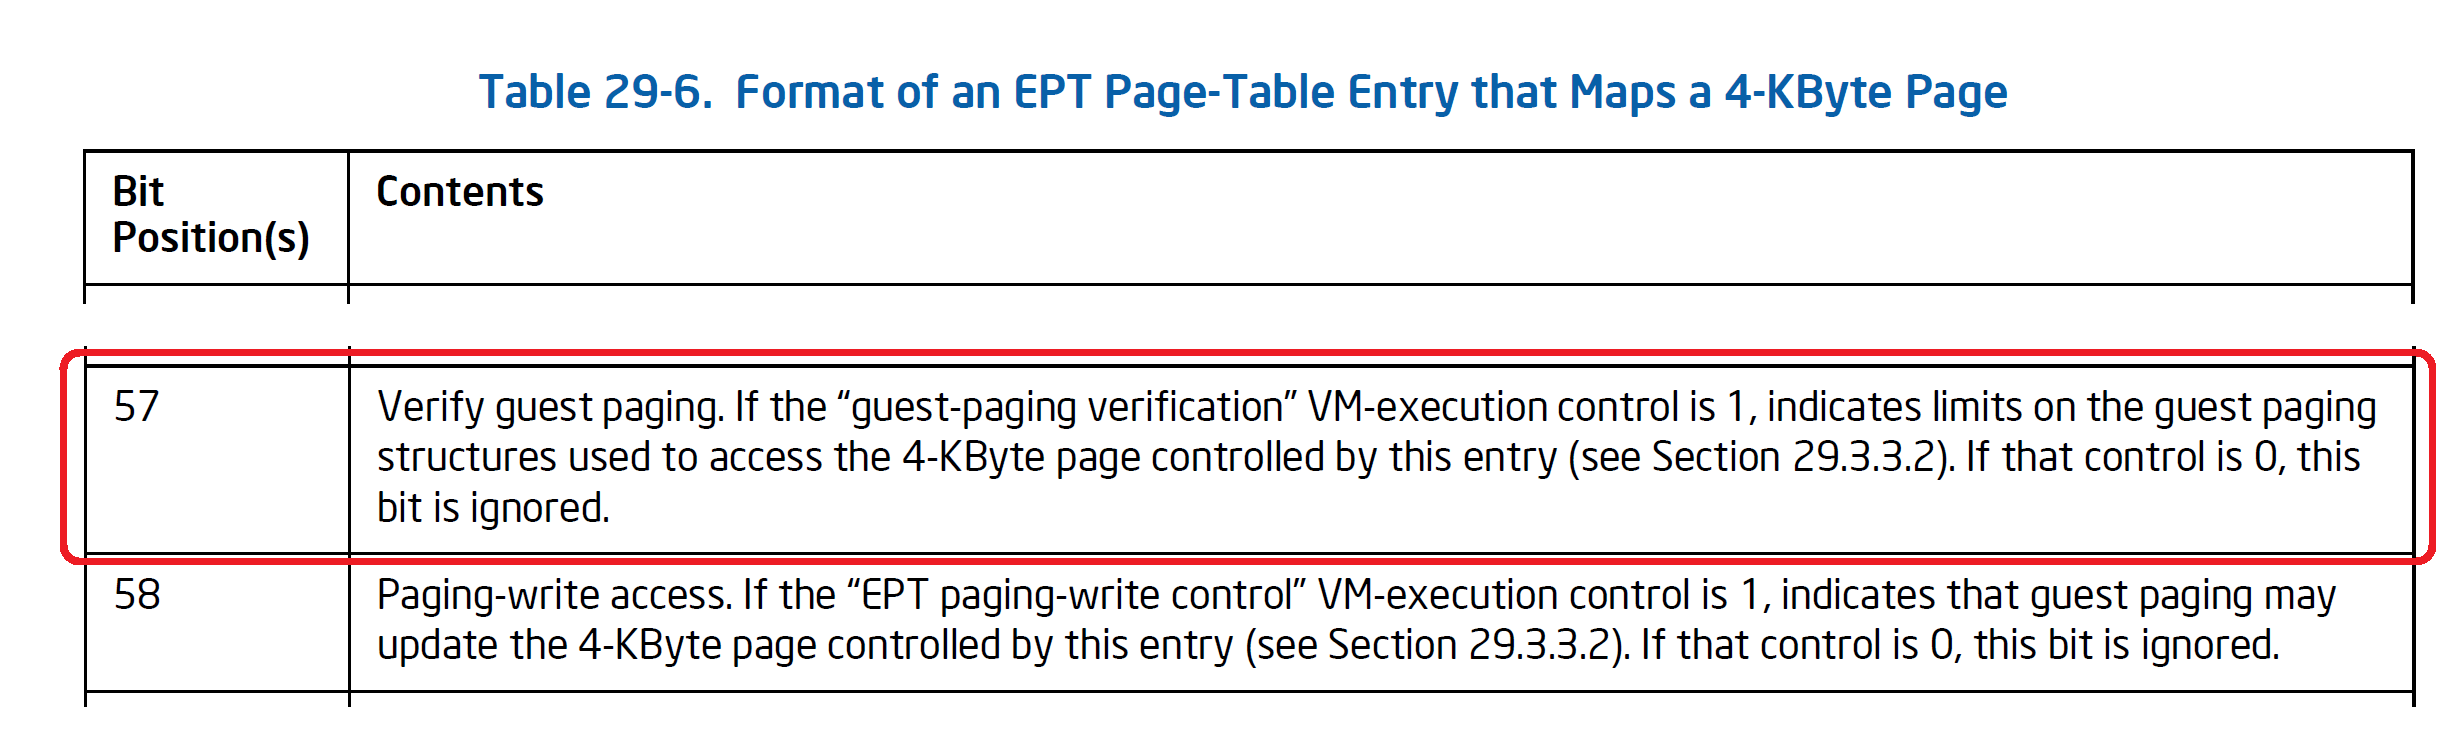 Table 29-6. Format of an EPT Page-Table Entry that Maps a 4-KByte Page
Bit
Position(s)
Contents
57
Verify guest paging. If the “guest-paging verification” VM-execution control is 1, indicates limits on the guest paging
structures used to access the 4-KByte page controlled by this entry (see Section 29.3.3.2). If that control is 0, this
bit is ignored.
58
Paging-write access. If the “EPT paging-write control” VM-execution control is 1, indicates that guest paging may
update the 4-KByte page controlled by this entry (see Section 29.3.3.2). If that control is 0, this bit is ignored.